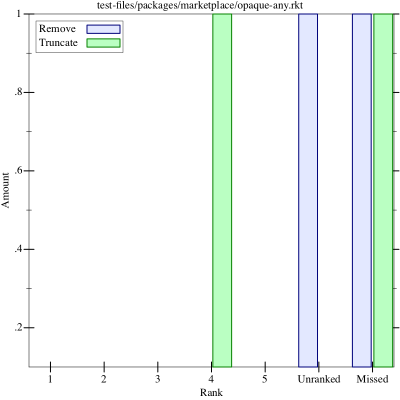 test-files/packages/marketplace/opaque-any.rkt
1
Remove
Truncate
.8
.6
.4
.2
Amount
1 2 3 4 5 Unranked Missed
Rank